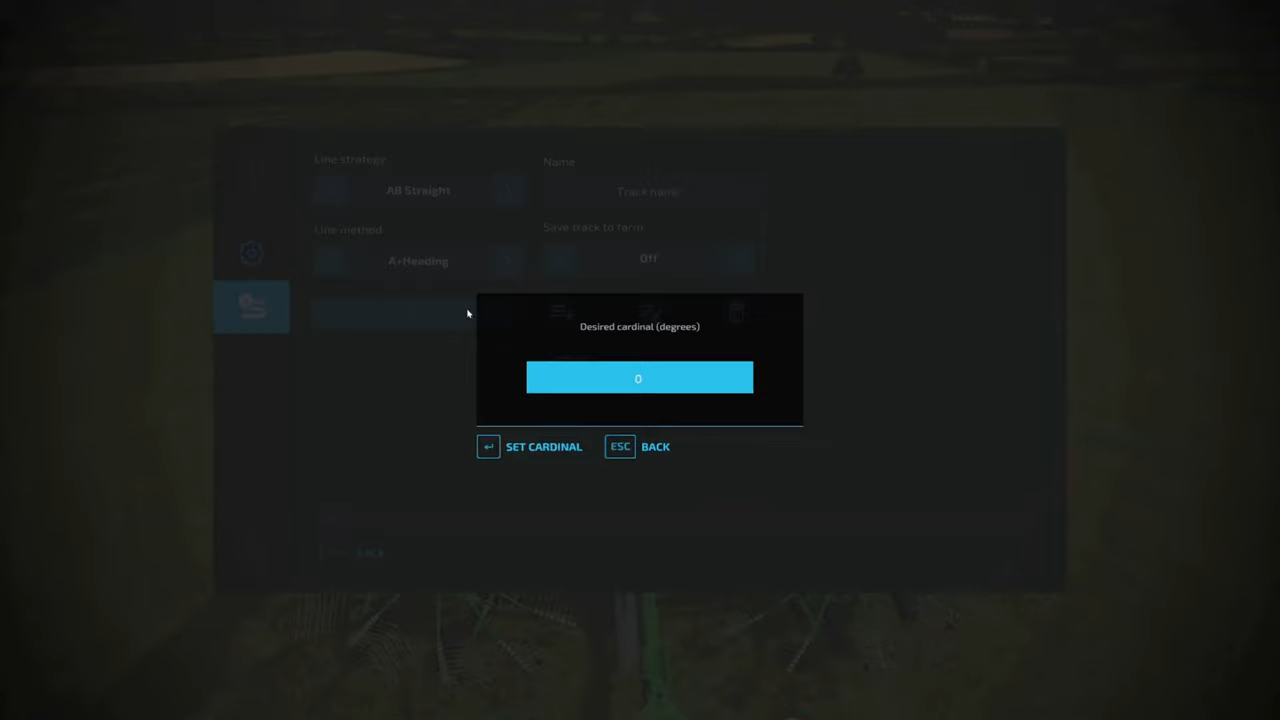 Line strategy
Name
AB Straight
Track name
Line method
Save track to farm
A+Heading
Off
Desired cardinal (degrees)
0
SET CARDINAL
ESC BACK
BACK